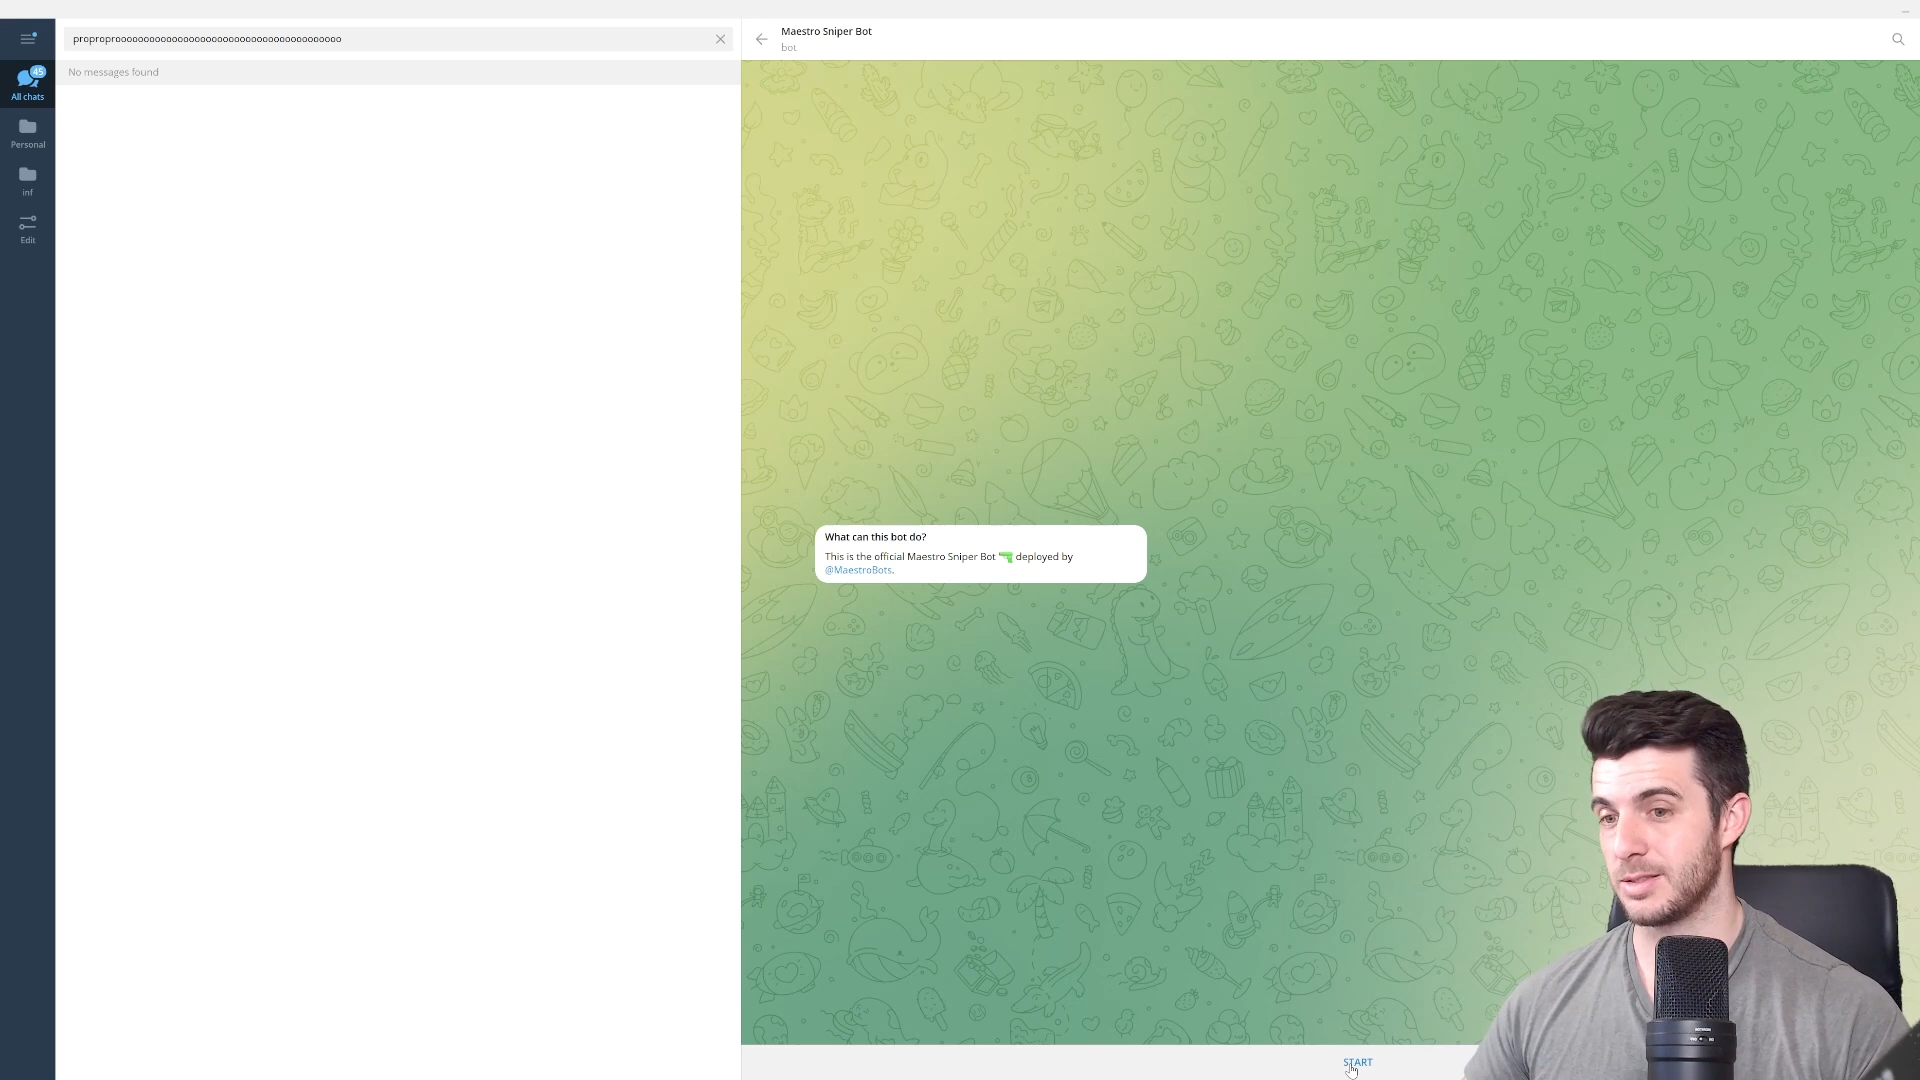 proproproooooooooooooooooooooooooooooooooooooooo
No messages found
45
All chats
Personal
inf
Edit
Maestro Sniper Bot
bot
What can this bot do?
This is the official Maestro Sniper Bot 🔫 deployed by
@MaestroBots.
START